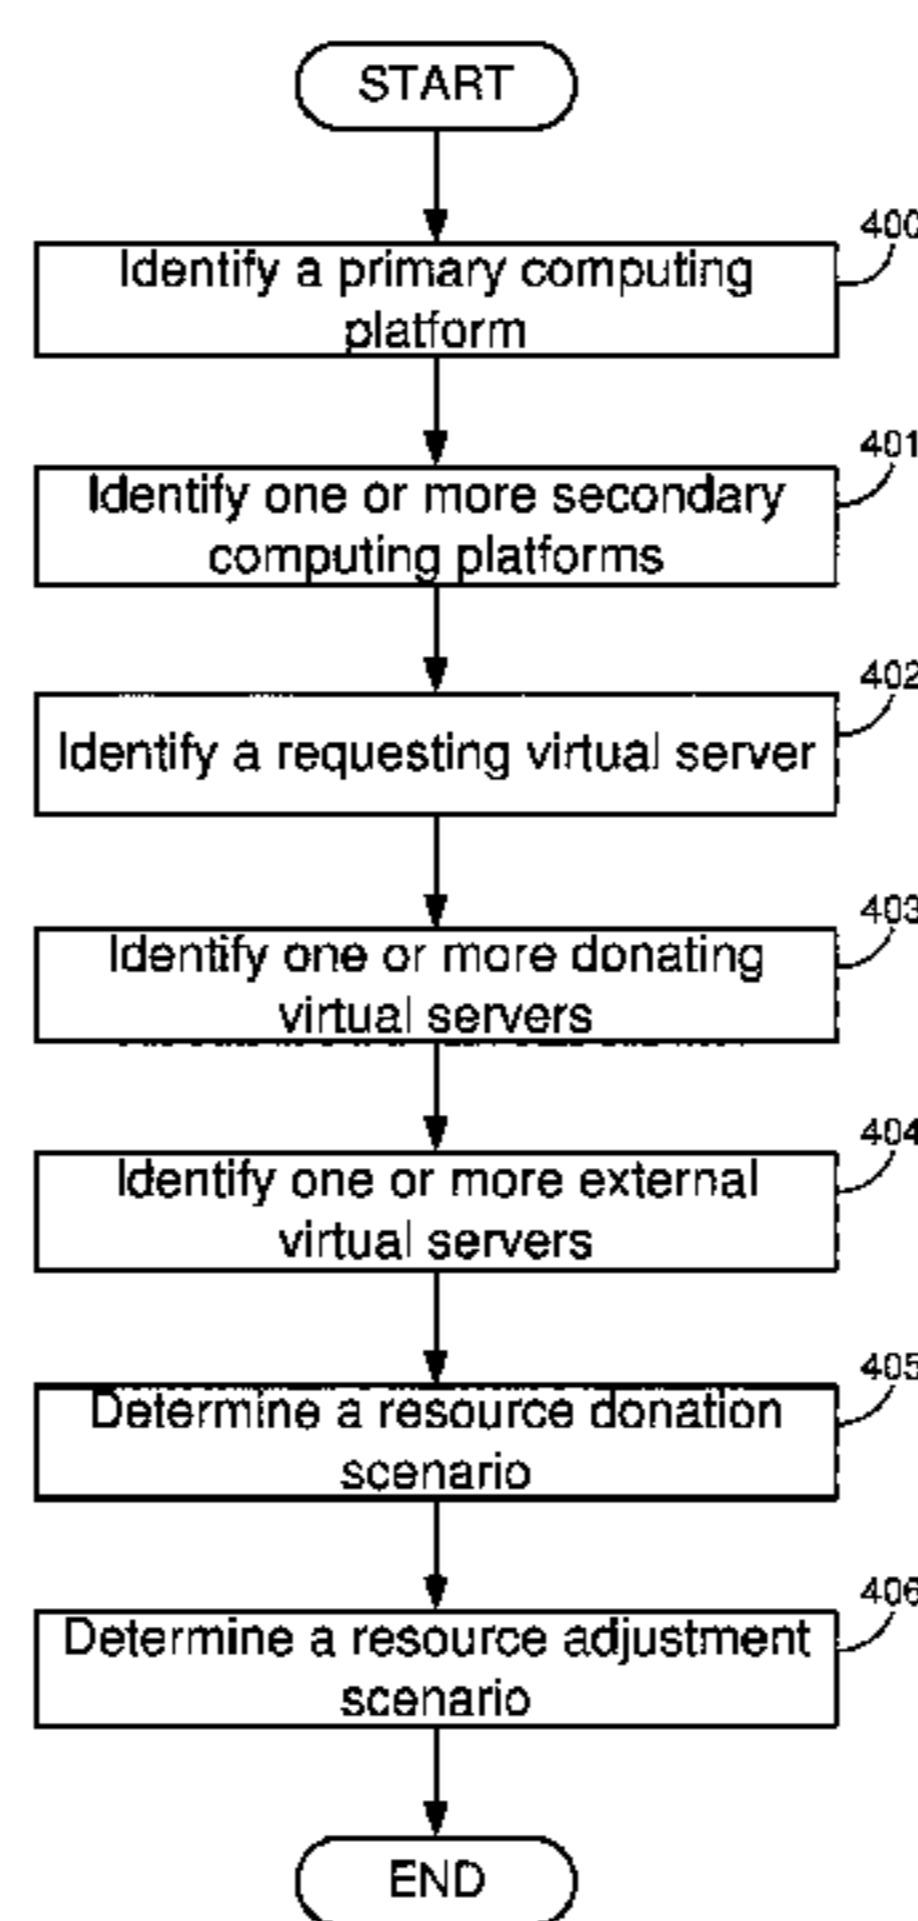 START
400
Identify a primary computing
platform
401
Identify one or more secondary
computing platforms
402
Identify a requesting virtual server
403
Identify one or more donating
virtual servers
404
Identify one or more external
virtual servers
405
Determine a resource donation
scenario
406
Determine a resource adjustment
scenario
END